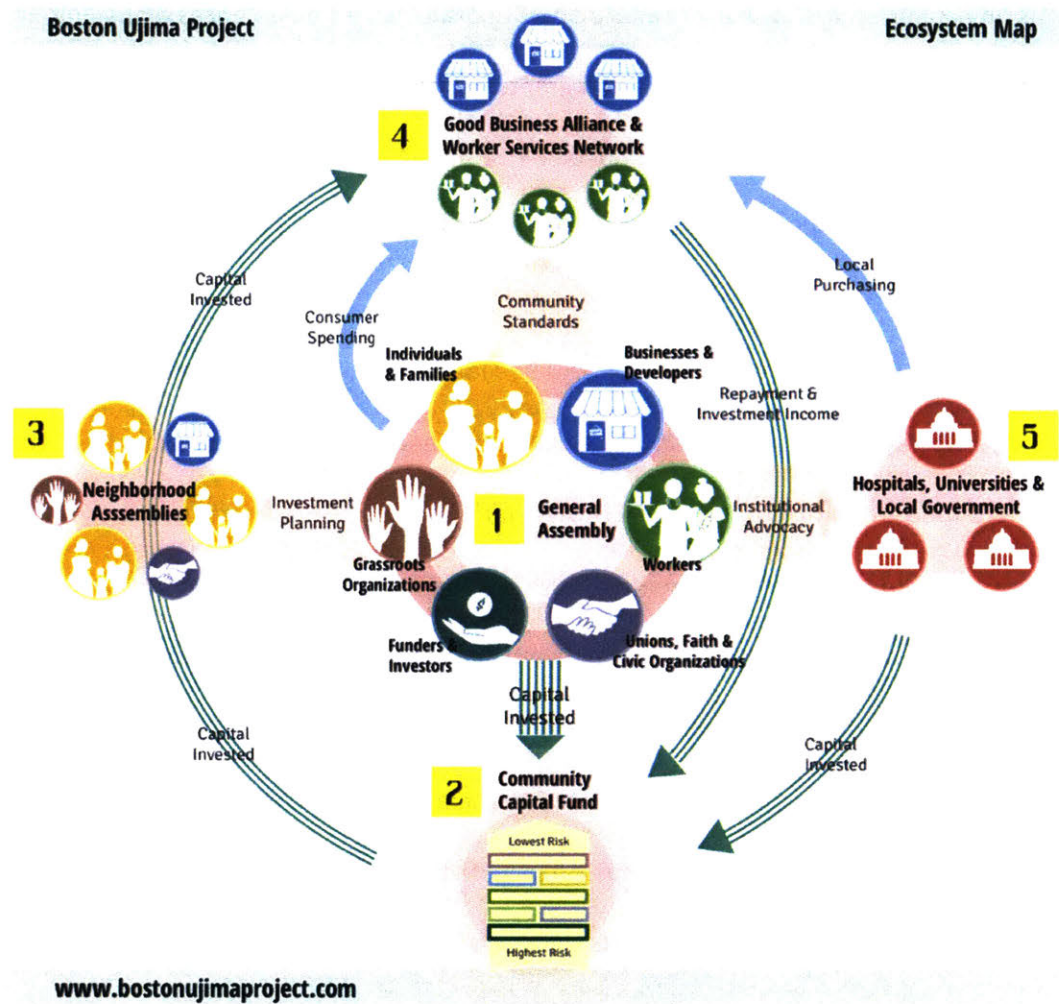 Boston Ujima Project
Ecosystem Map
4
Good Business Alliance &
Worker Services Network
Capital
Invested
Consumer
Spending
Community
Standards
Local
Purchasing
Individuals
& Families
Businesses &
Developers
Repayment &
Investment Income
3
Neighborhood
Asssemblies
Investment
Planning
1
General
Assembly
Institutional
Advocacy
5
Hospitals, Universities &
Local Government
Grassroots
Organizations
Workers
Funders &
Investors
Unions, Faith &
Civic Organizations
Capital
Invested
Capital
Invested
Capital
Invested
2
Community
Capital Fund
Lowest Risk
Highest Risk
www.bostonujimaproject.com